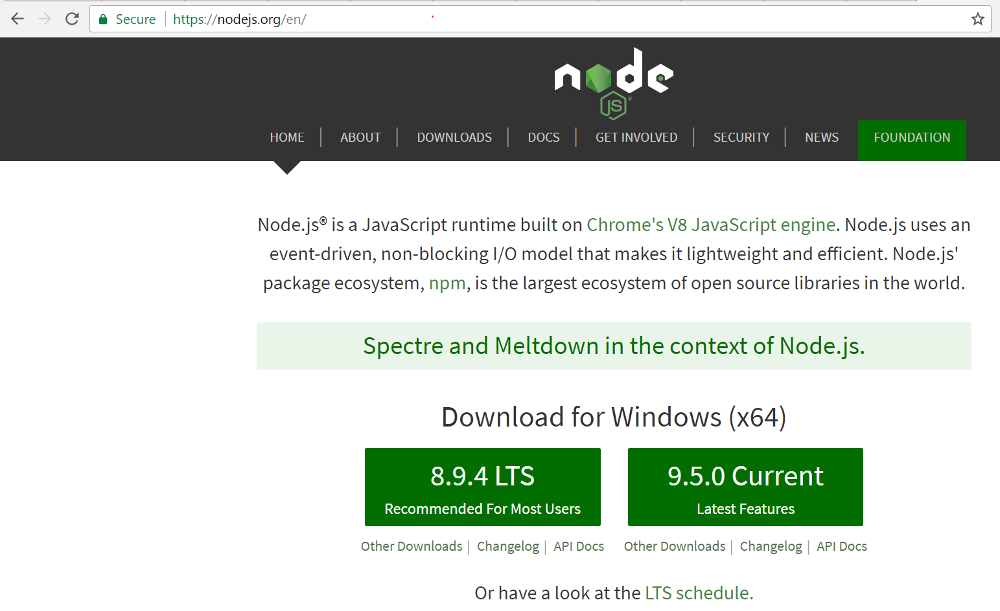 Secure https://nodejs.org/en/
node
JS®
HOME ABOUT DOWNLOADS DOCS GET INVOLVED SECURITY NEWS FOUNDATION
Node.js® is a JavaScript runtime built on Chrome's V8 JavaScript engine. Node.js uses an
event-driven, non-blocking I/O model that makes it lightweight and efficient. Node.js'
package ecosystem, npm, is the largest ecosystem of open source libraries in the world.
Spectre and Meltdown in the context of Node.js.
Download for Windows (x64)
8.9.4 LTS
Recommended For Most Users
9.5.0 Current
Latest Features
Other Downloads | Changelog | API Docs
Other Downloads | Changelog | API Docs
Or have a look at the LTS schedule.